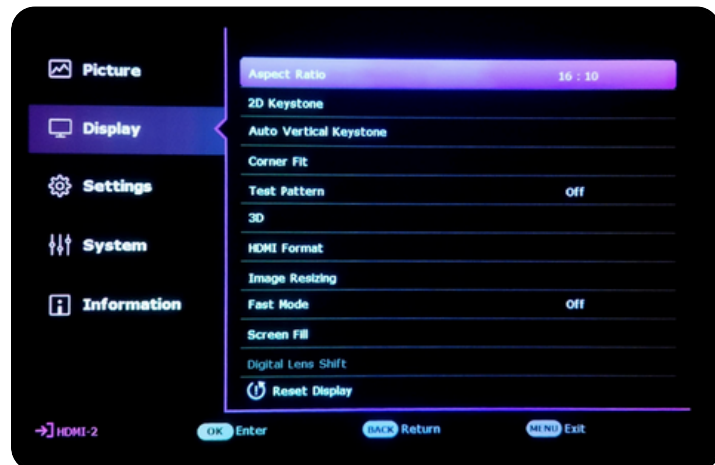 Picture
Display
Settings
System
Information
Aspect Ratio 16 : 10
2D Keystone
Auto Vertical Keystone
Corner Fit
Test Pattern Off
3D
HDMI Format
Image Resizing
Fast Mode Off
Screen Fill
Digital Lens Shift
Reset Display
HDMI-2
OK Enter
BACK Return
MENU Exit